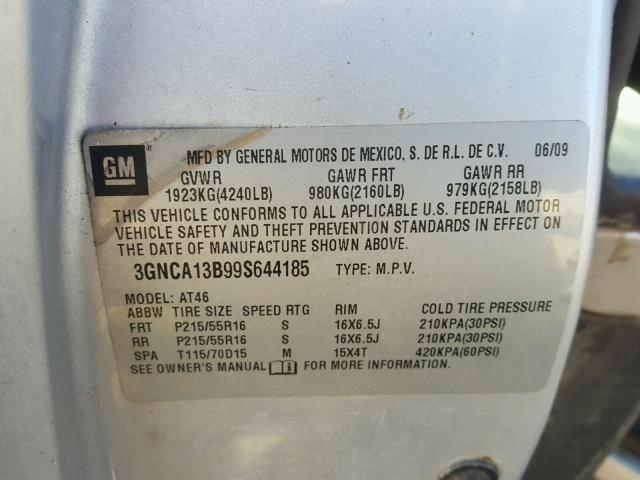 GM
MFD BY GENERAL MOTORS DE MEXICO, S. DE R.L. DE C.V. 06/09
GVWR GAWR FRT GAWR RR
1923KG(4240LB) 980KG(2160LB) 979KG(2158LB)
THIS VEHICLE CONFORMS TO ALL APPLICABLE U.S. FEDERAL MOTOR
VEHICLE SAFETY AND THEFT PREVENTION STANDARDS IN EFFECT ON
THE DATE OF MANUFACTURE SHOWN ABOVE.
3GNCA13B99S644185 TYPE: M.P.V.
MODEL: AT46
ABBW TIRE SIZE SPEED RTG RIM COLD TIRE PRESSURE
FRT P215/55R16 S 16X6.5J 210KPA(30PSI)
RR P215/55R16 S 16X6.5J 210KPA(30PSI)
SPA T115/70D15 M 15X4T 420KPA(60PSI)
SEE OWNER'S MANUAL FOR MORE INFORMATION.